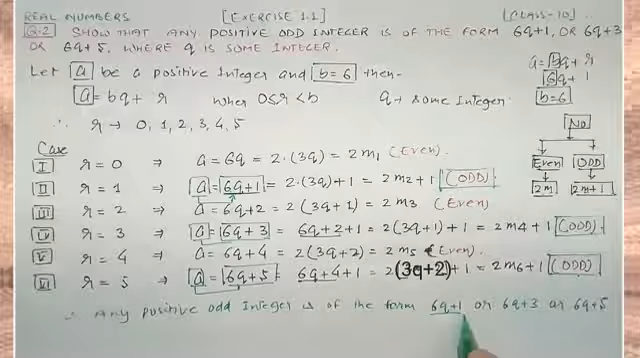 REAL NUMBERS [EXERCISE 1.1] [CLASS-10]
Q.2 SHOW THAT ANY POSITIVE ODD INTEGER IS OF THE FORM 6q+1, OR 6q+3
OR 6q+5, WHERE q IS SOME INTEGER.
Let a be a positive Integer and b=6 then-
a = bq + r when 0≤r<b q → some Integer.
∴ r → 0, 1, 2, 3, 4, 5
a = bq + r
6q + 1
b=6
NO
Even ODD
2m 2m+1
Case
I r = 0 ⇒ a = 6q = 2·(3q) = 2m1 (Even)
II r = 1 ⇒ a = 6q+1 = 2·(3q)+1 = 2m2+1 (ODD)
III r = 2 ⇒ a = 6q+2 = 2(3q+1) = 2m3 (Even)
IV r = 3 ⇒ a = 6q+3 = 6q+2+1 = 2(3q+1)+1 = 2m4+1 (ODD)
V r = 4 ⇒ a = 6q+4 = 2(3q+2) = 2m5 (Even)
VI r = 5 ⇒ a = 6q+5 = 6q+4+1 = 2(3q+2)+1 = 2m6+1 (ODD)
∴ Any positive odd Integer is of the form 6q+1 or 6q+3 or 6q+5